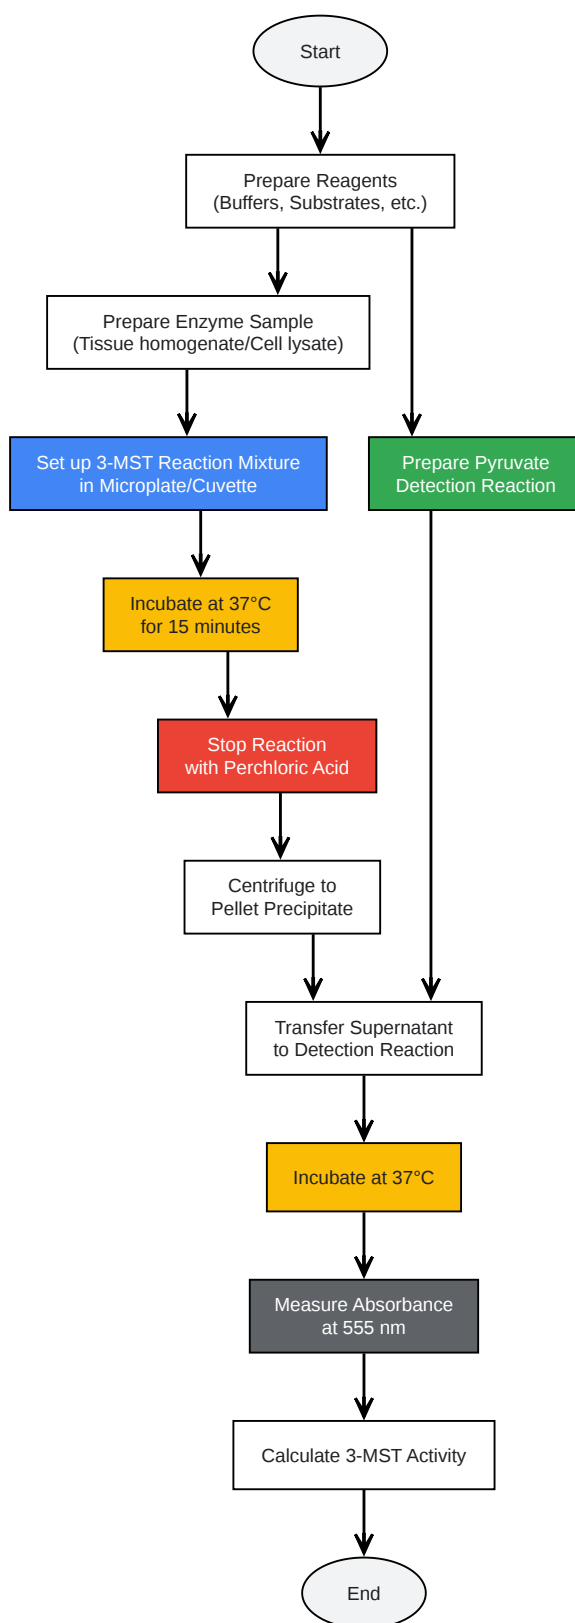 Start
Prepare Reagents
(Buffers, Substrates, etc.)
Prepare Enzyme Sample
(Tissue homogenate/Cell lysate)
Set up 3-MST Reaction Mixture
in Microplate/Cuvette
Prepare Pyruvate
Detection Reaction
Incubate at 37°C
for 15 minutes
Stop Reaction
with Perchloric Acid
Centrifuge to
Pellet Precipitate
Transfer Supernatant
to Detection Reaction
Incubate at 37°C
Measure Absorbance
at 555 nm
Calculate 3-MST Activity
End